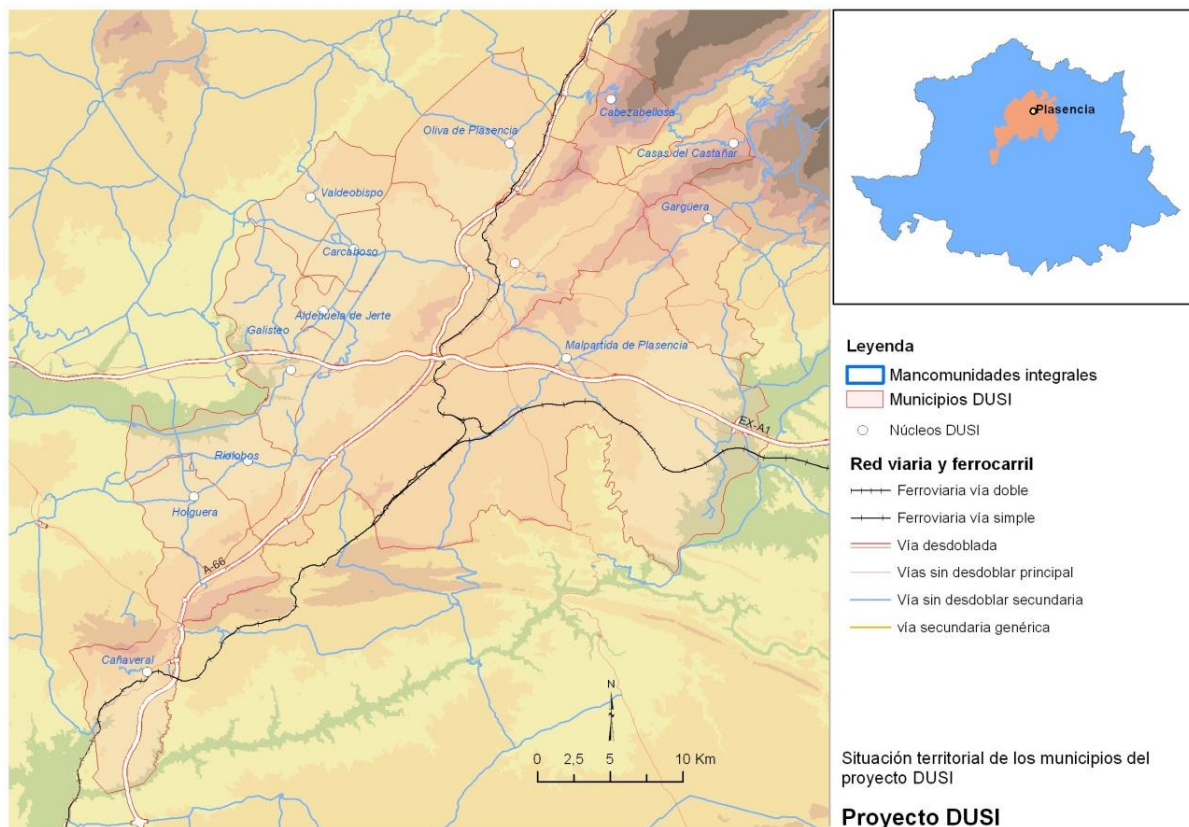 Cabezabellosa
Oliva de Plasencia
Casas del Castañar
Valdeobispo
Gargüera
Carcaboso
Aldehuela de Jerte
Galisteo
Malpartida de Plasencia
EX-A1
Riolobos
Holguera
A-66
Cañaveral
N
0 2,5 5 10 Km
Plasencia
Leyenda
Mancomunidades integrales
Municipios DUSI
Núcleos DUSI
Red viaria y ferrocarril
Ferroviaria vía doble
Ferroviaria vía simple
Vía desdoblada
Vías sin desdoblar principal
Vía sin desdoblar secundaria
vía secundaria genérica
Situación territorial de los municipios del
proyecto DUSI
Proyecto DUSI